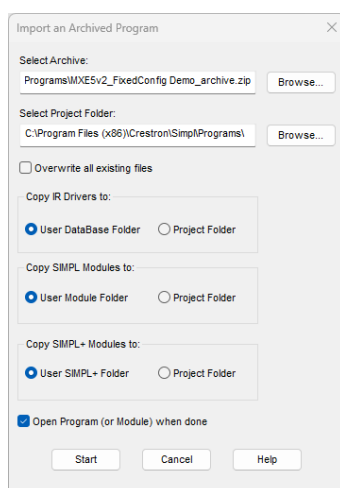 Import an Archived Program
Select Archive:
Programs\MXE5v2_FixedConfig Demo_archive.zip
Browse...
Select Project Folder:
C:\Program Files (x86)\Crestron\Simpl\Programs\
Browse...
Overwrite all existing files
Copy IR Drivers to:
User DataBase Folder Project Folder
Copy SIMPL Modules to:
User Module Folder Project Folder
Copy SIMPL+ Modules to:
User SIMPL+ Folder Project Folder
Open Program (or Module) when done
Start Cancel Help